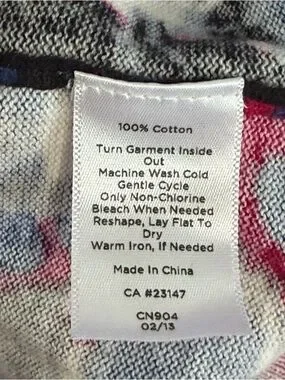 100% Cotton
Turn Garment Inside
Out
Machine Wash Cold
Gentle Cycle
Only Non-Chlorine
Bleach When Needed
Reshape, Lay Flat To
Dry
Warm Iron, If Needed
Made In China
CA #23147
CN904
02/13